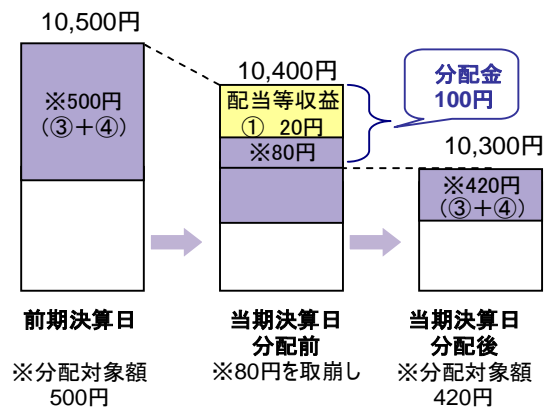 10,500円
※500円
（③＋④）
10,400円
配当等収益
① 20円
※80円
分配金
100円
10,300円
※420円
（③＋④）
前期決算日
※分配対象額
500円
当期決算日
分配前
※80円を取崩し
当期決算日
分配後
※分配対象額
420円